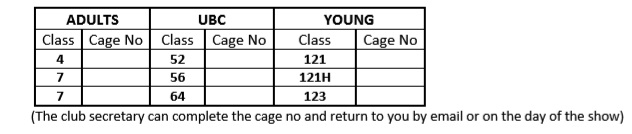 ADULTS UBC YOUNG
Class Cage No Class Cage No Class Cage No
4 52 121
7 56 121H
7 64 123
(The club secretary can complete the cage no and return to you by email or on the day of the show)